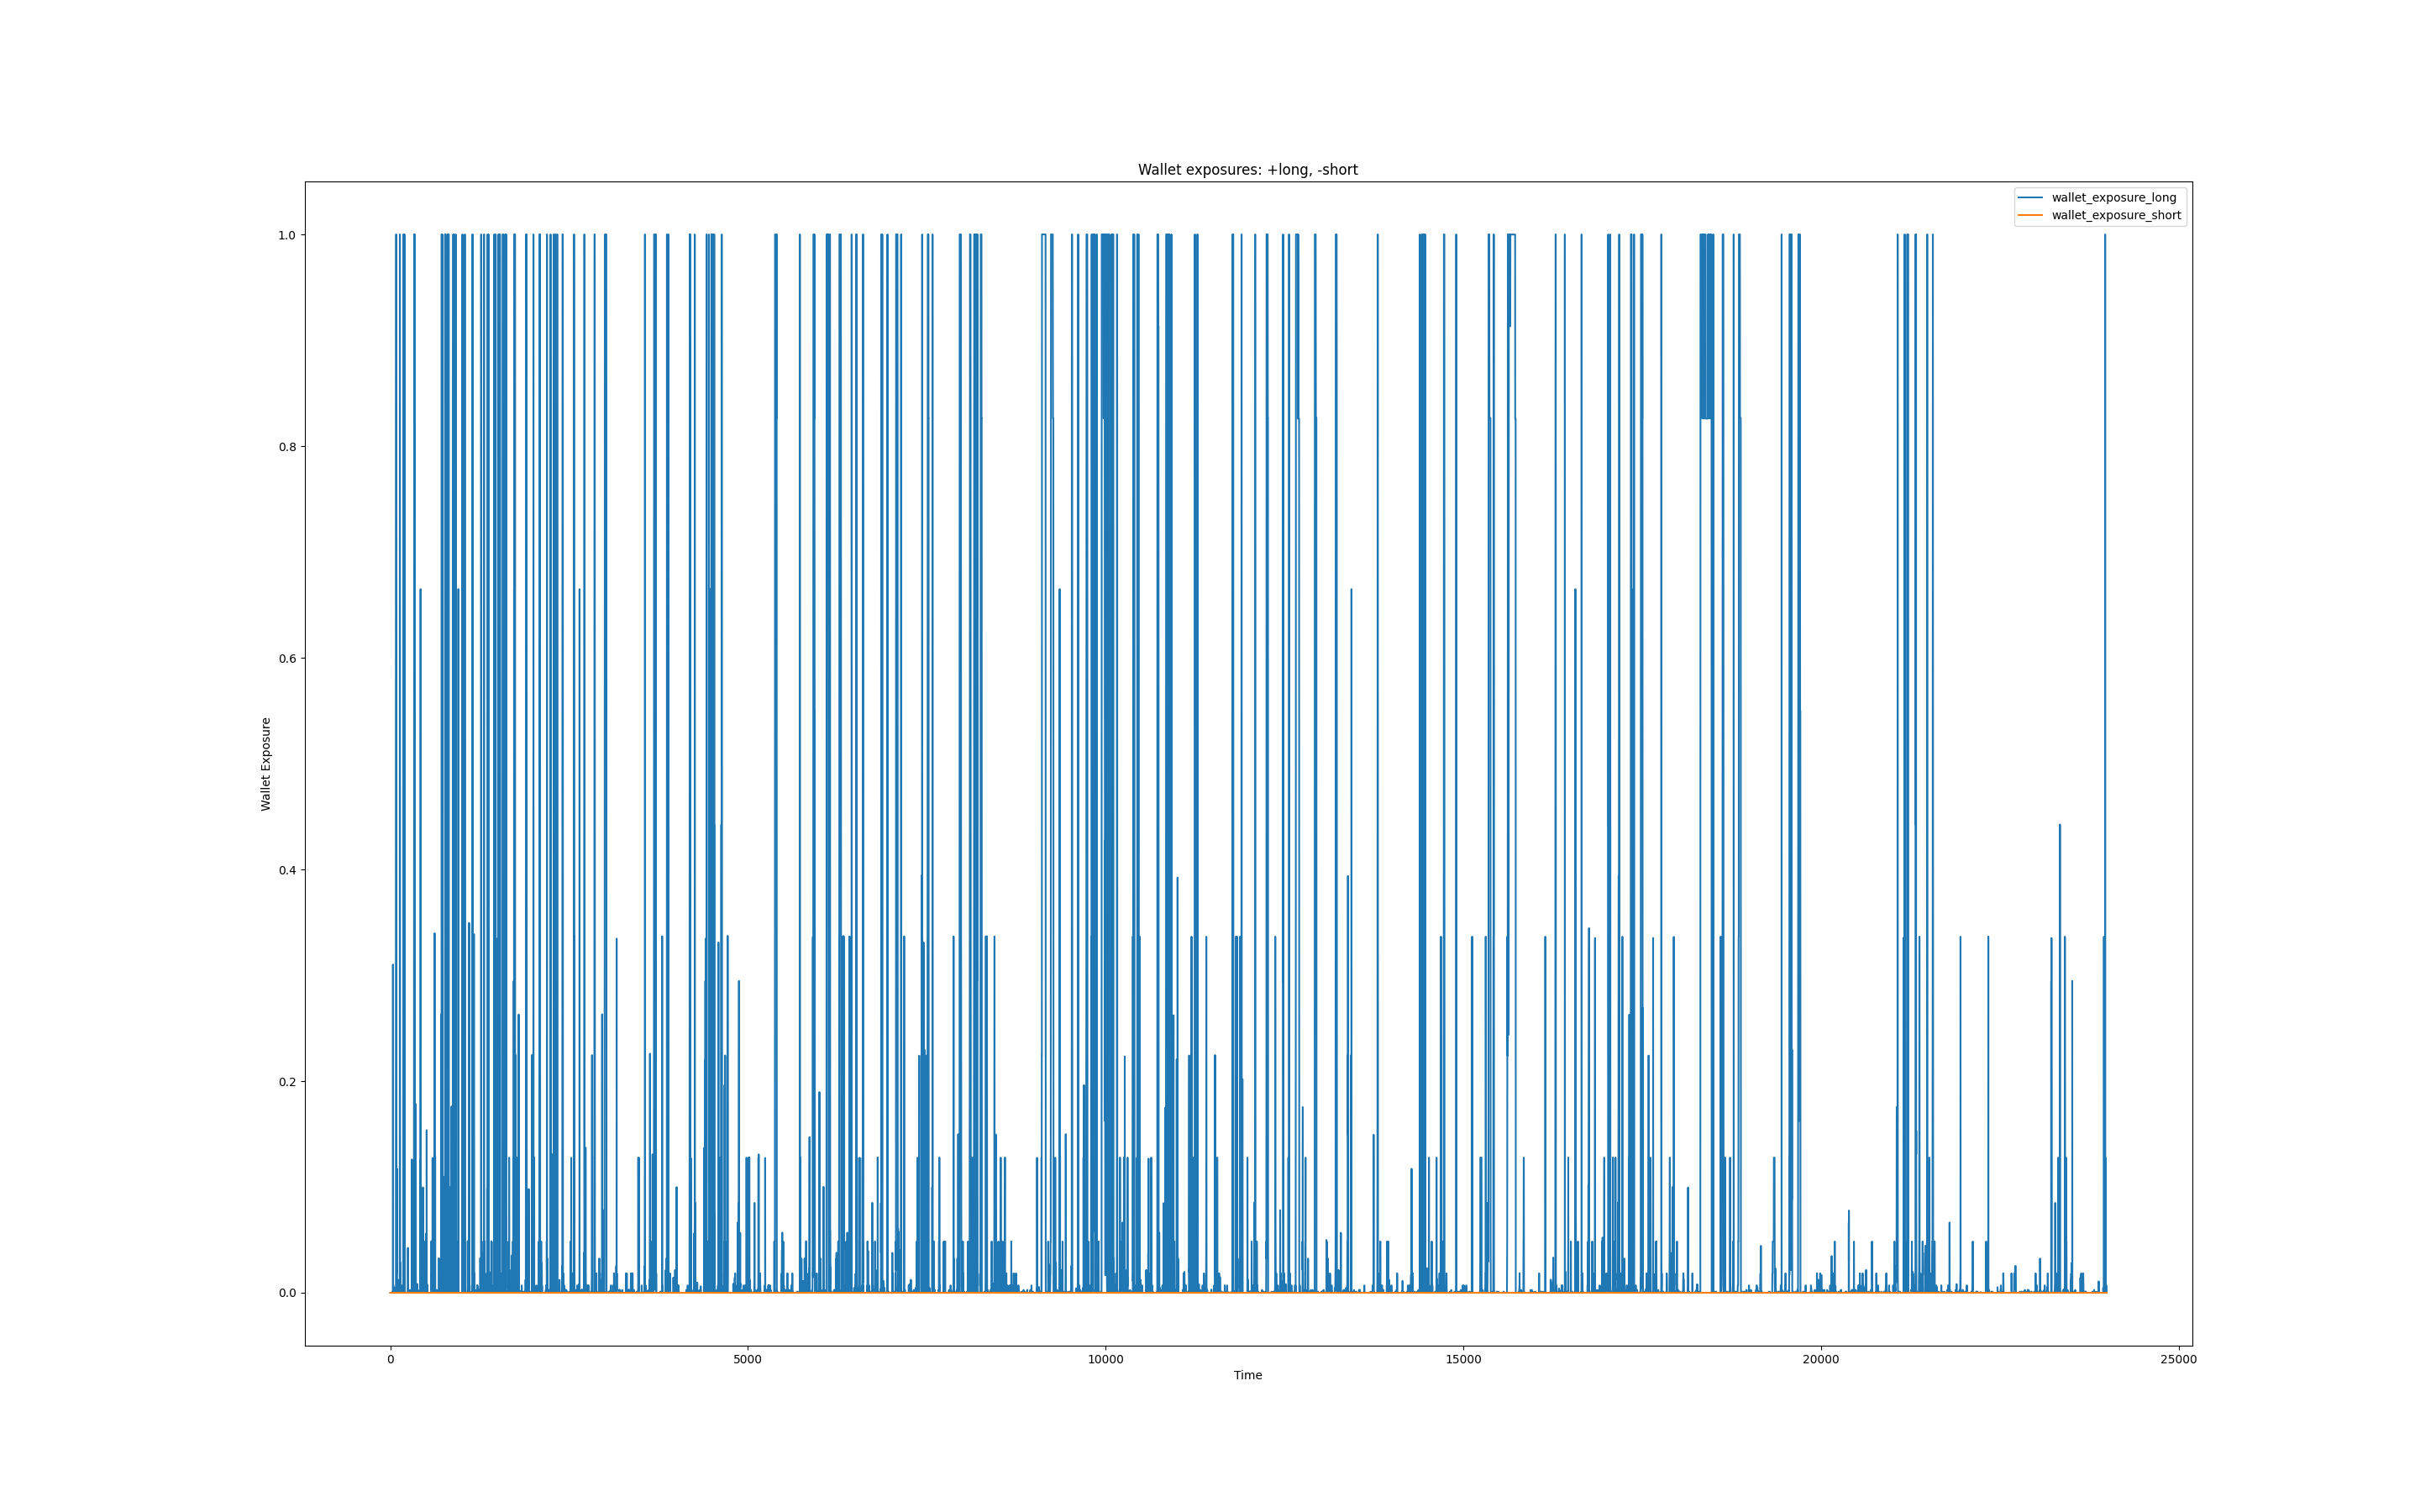 Wallet exposures: +long, -short
wallet_exposure_long
wallet_exposure_short
1.0
0.8
0.6
0.4
0.2
0.0
Wallet Exposure
0
5000
10000
15000
20000
25000
Time